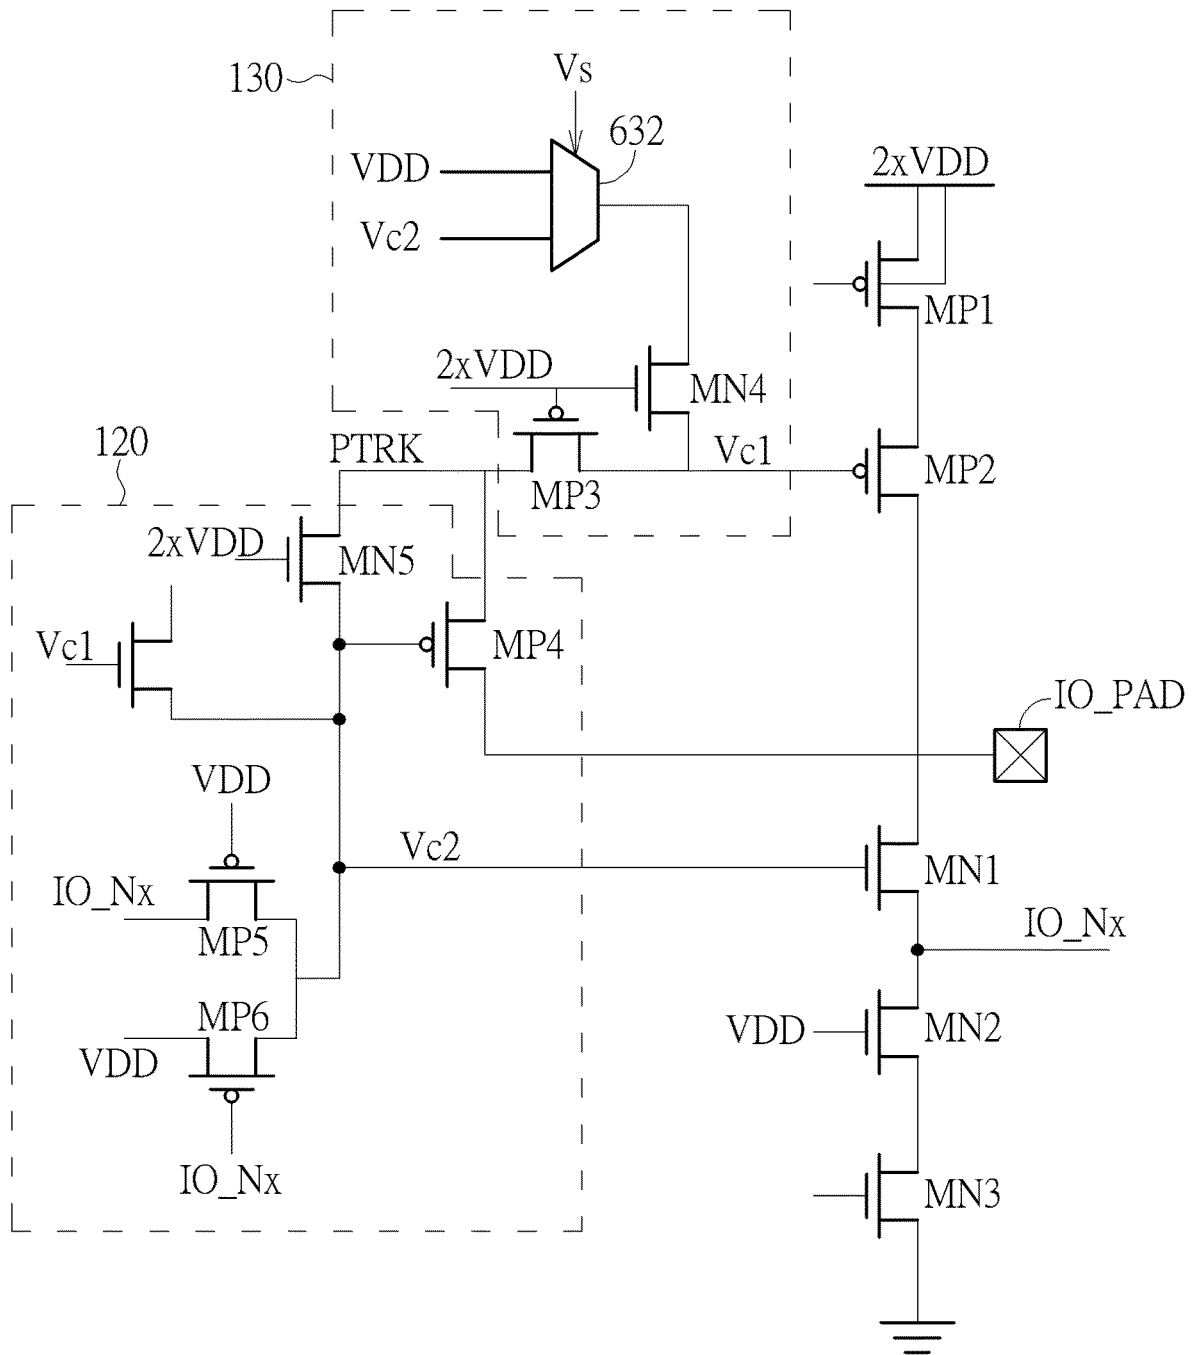 Vs
130
632
VDD
2xVDD
Vc2
MP1
2xVDD
MN4
120
PTRK
Vc1
MP2
MP3
2xVDD
MN5
Vc1
MP4
IO_PAD
VDD
Vc2
MN1
IO_Nx
IO_Nx
MP5
MP6
VDD
MN2
VDD
IO_Nx
MN3